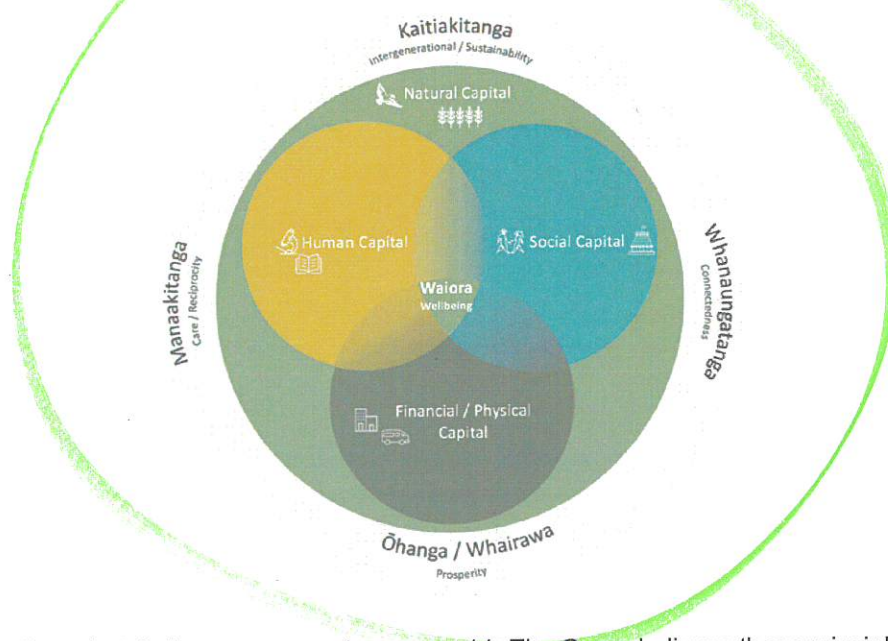 Kaitiakitanga
Intergenerational / Sustainability
Natural Capital
Human Capital
Social Capital
Manaakitanga
Care / Reciprocity
Whanaungatanga
Connectedness
Waiora
Wellbeing
Financial / Physical
Capital
Ōhanga / Whairawa
Prosperity